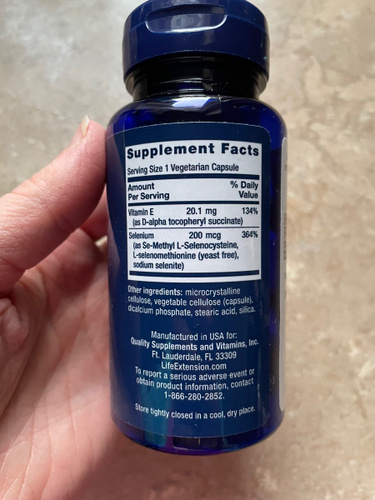 Supplement Facts
Serving Size 1 Vegetarian Capsule
Amount Per Serving % Daily Value
Vitamin E 20.1 mg 134%
(as D-alpha tocopheryl succinate)
Selenium 200 mcg 364%
(as Se-Methyl L-Selenocysteine,
L-selenomethionine (yeast free),
sodium selenite)
Other ingredients: microcrystalline
cellulose, vegetable cellulose (capsule),
dicalcium phosphate, stearic acid, silica.
Manufactured in USA for:
Quality Supplements and Vitamins, Inc.
Ft. Lauderdale, FL 33309
LifeExtension.com
To report a serious adverse event or
obtain product information, contact
1-866-280-2852.
Store tightly closed in a cool, dry place.